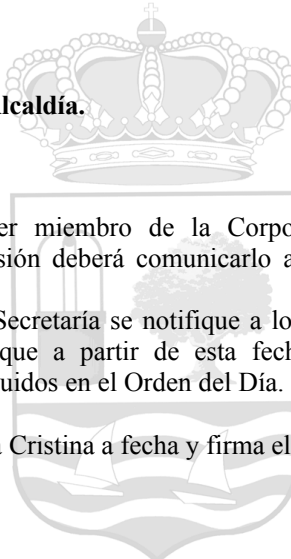 lcaldía.
er miembro de la Corpo
sión deberá comunicarlo a
Secretaría se notifique a lo
que a partir de esta fech
uidos en el Orden del Día.
a Cristina a fecha y firma el